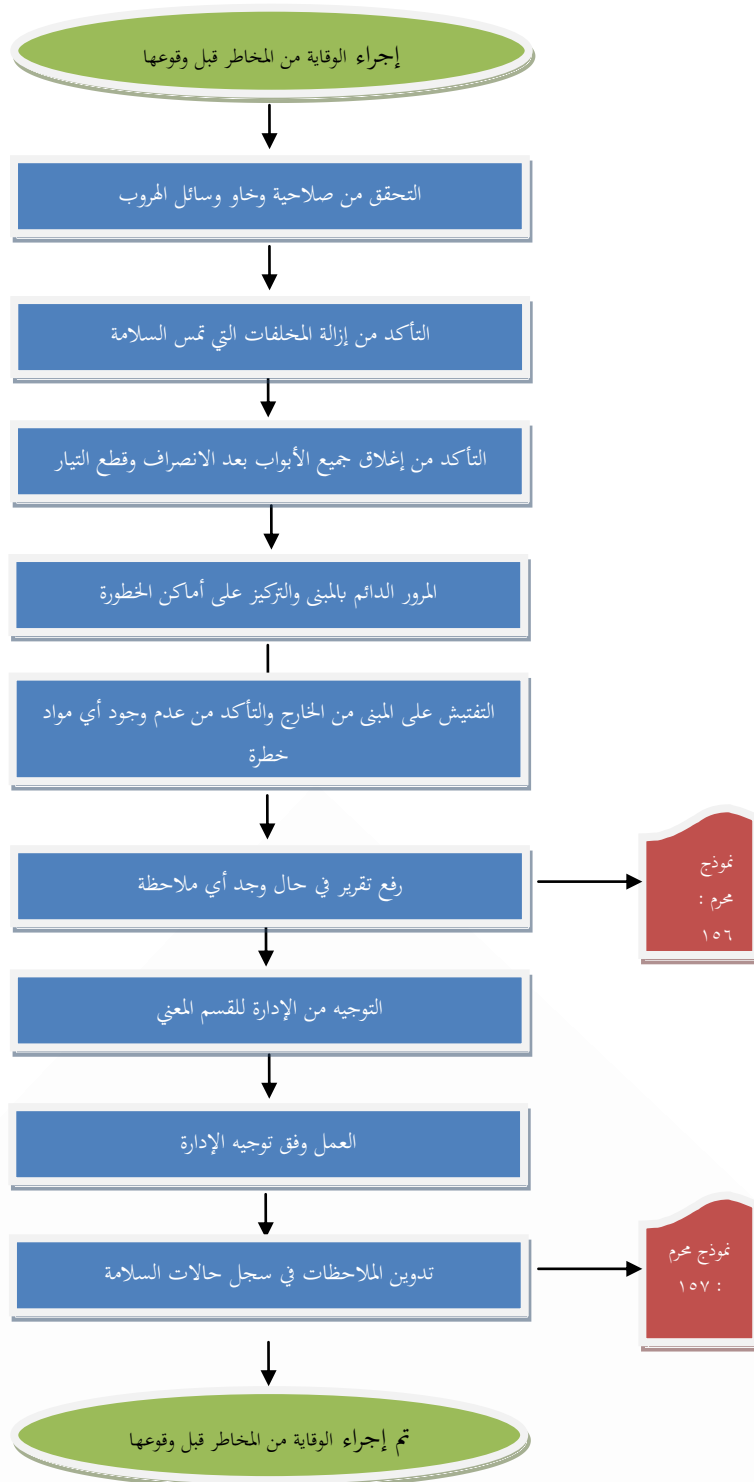 إجراء الوقاية من المخاطر قبل وقوعها
التحقق من صلاحية وخاو وسائل الهروب
التأكد من إزالة المخلفات التي تمس السلامة
التأكد من إغلاق جميع الأبواب بعد الانصراف وقطع التيار
المرور الدائم بالمبنى والتركيز على أماكن الخطورة
التفتيش على المبنى من الخارج والتأكد من عدم وجود أي مواد
خطرة
رفع تقرير في حال وجد أي ملاحظة
نموذج
محرم :
١٥٦
التوجيه من الإدارة للقسم المعني
العمل وفق توجيه الإدارة
تدوين الملاحظات في سجل حالات السلامة
نموذج محرم
: ١٥٧
تم إجراء الوقاية من المخاطر قبل وقوعها